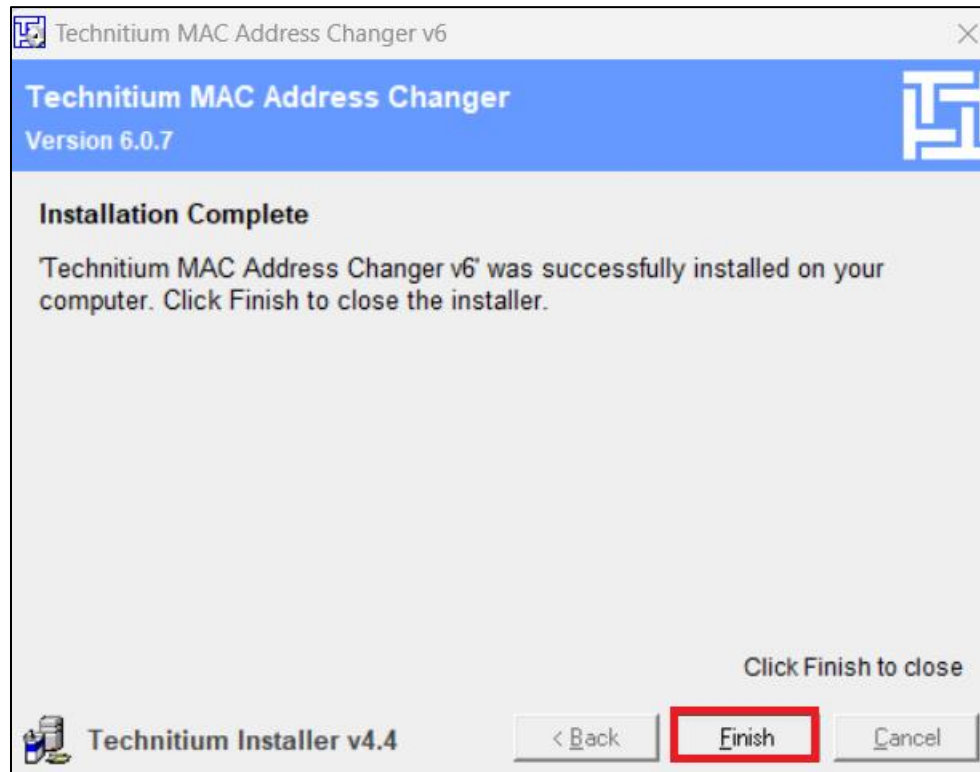 Technitium MAC Address Changer v6
Technitium MAC Address Changer
Version 6.0.7
Installation Complete
'Technitium MAC Address Changer v6' was successfully installed on your
computer. Click Finish to close the installer.
Click Finish to close
Technitium Installer v4.4
< Back
Finish
Cancel